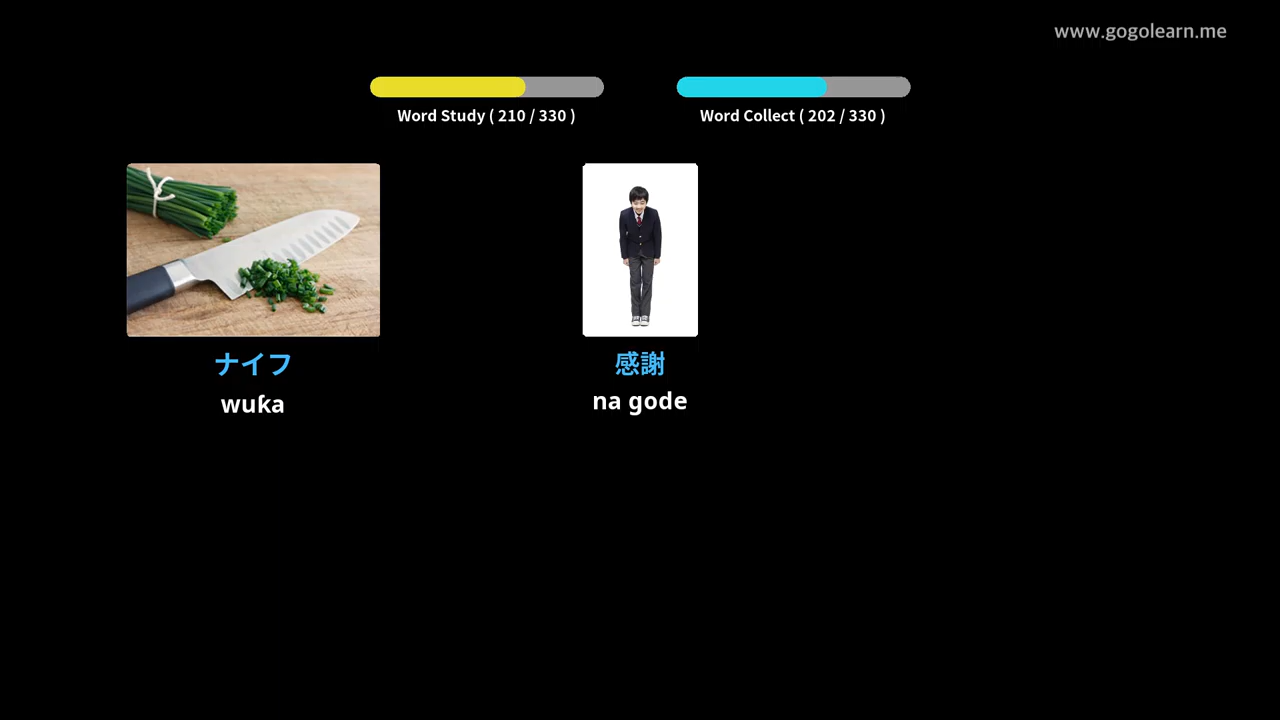 www.gogolearn.me
Word Study ( 210 / 330 )
Word Collect ( 202 / 330 )
ナイフ
wuƙa
感謝
na gode